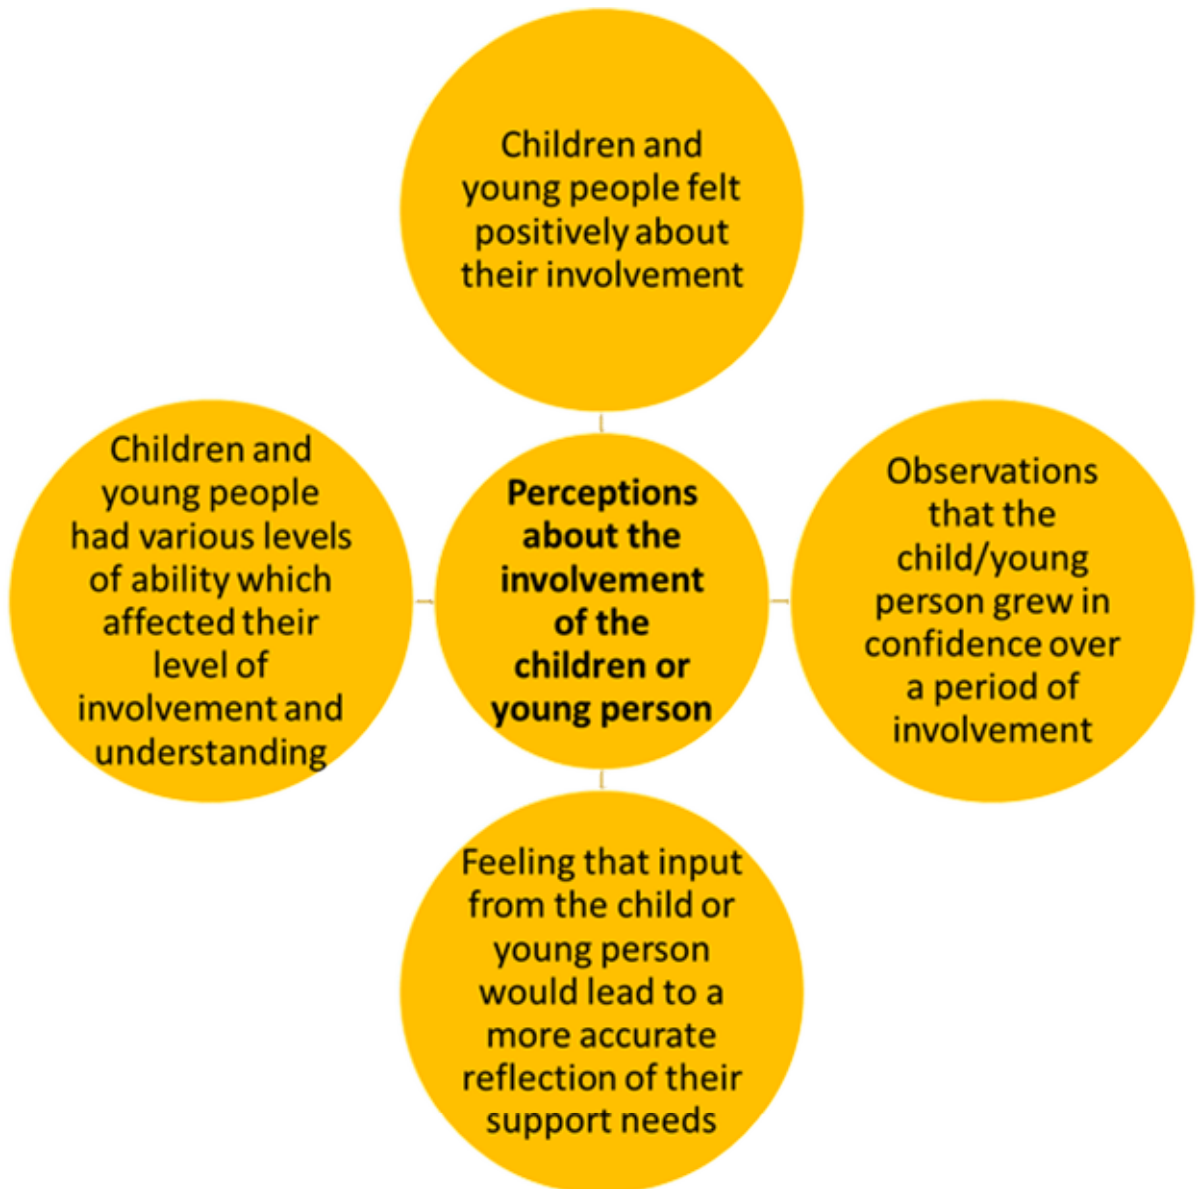 Children and
young people felt
positively about
their involvement
Children and
young people
had various levels
of ability which
affected their
level of
involvement and
understanding
Perceptions
about the
involvement
of the
children or
young person
Observations
that the
child/young
person grew in
confidence over
a period of
involvement
Feeling that input
from the child or
young person
would lead to a
more accurate
reflection of their
support needs